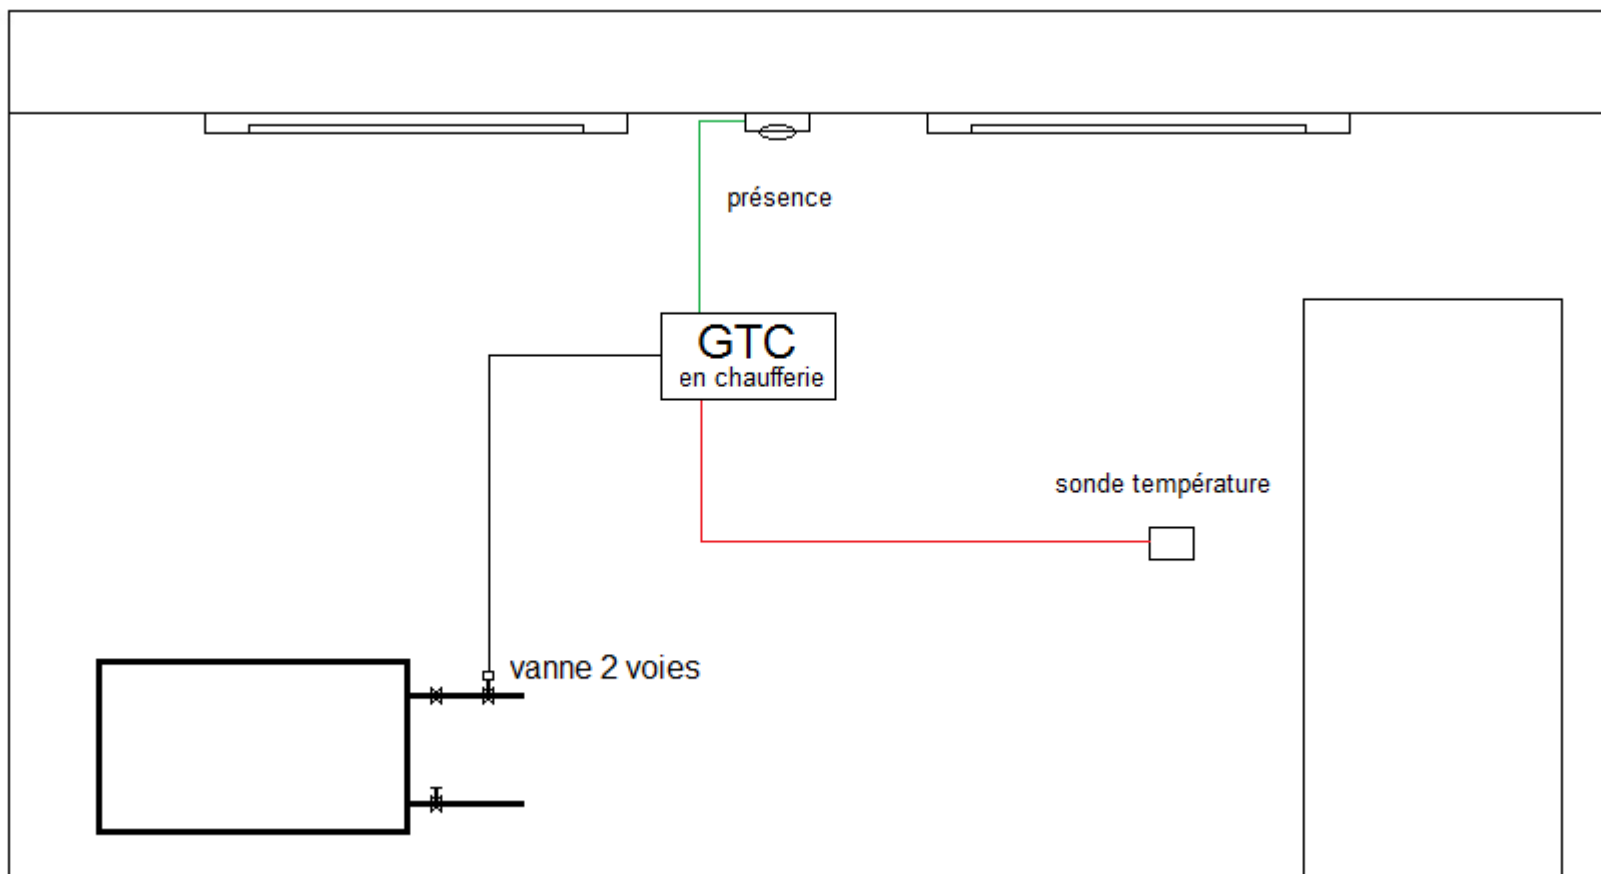 présence
GTC
en chaufferie
sonde température
vanne 2 voies